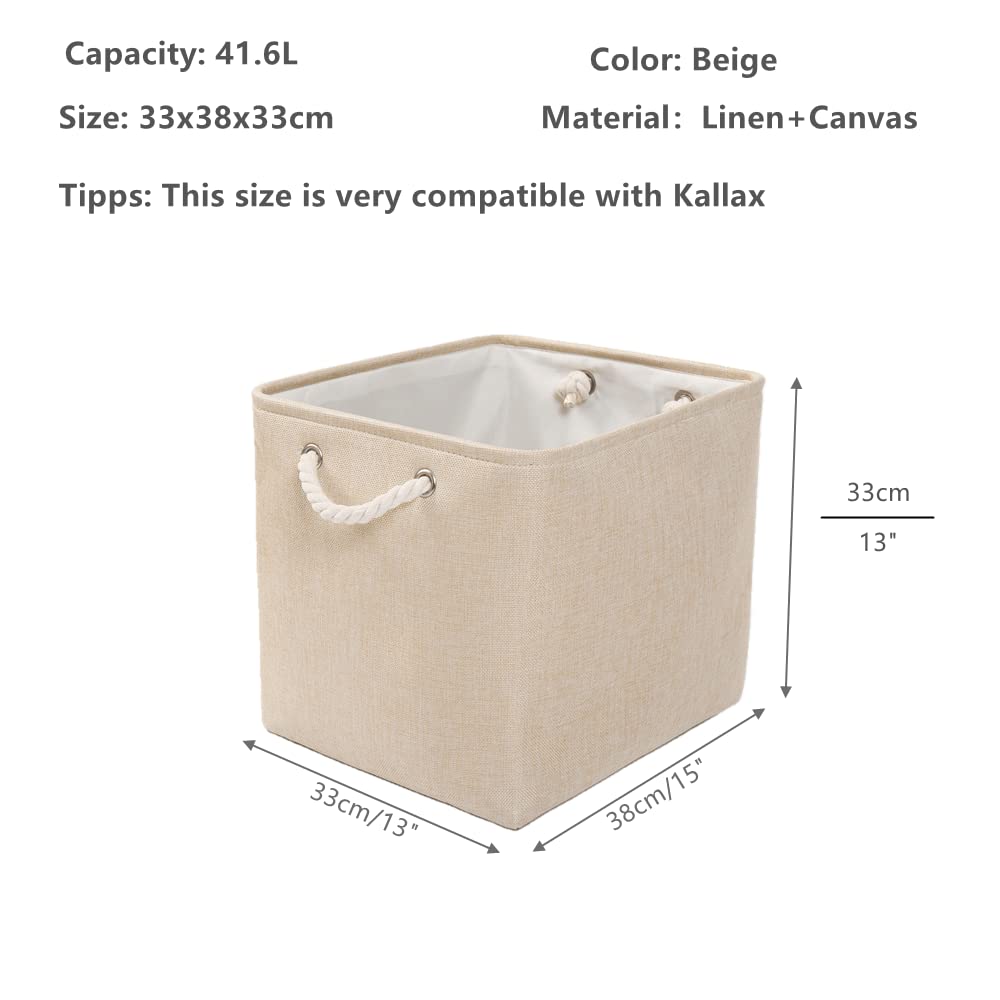 Capacity: 41.6L
Color: Beige
Size: 33x38x33cm
Material： Linen+Canvas
Tipps: This size is very compatible with Kallax
33cm
13"
33cm/13"
38cm/15"